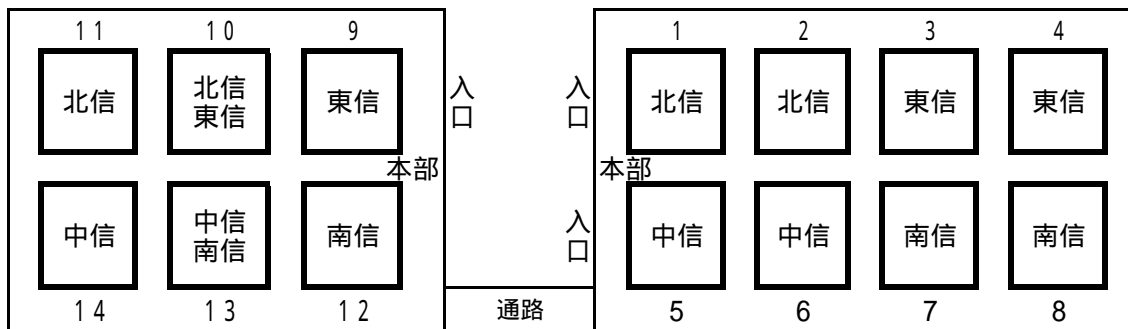 11 10 9 1 2 3 4
北信 北信 東信 北信 北信 東信 東信
東信
入口 入口
本部 本部
入口
中信 中信 南信 中信 中信 南信 南信
南信
通路
14 13 12 5 6 7 8